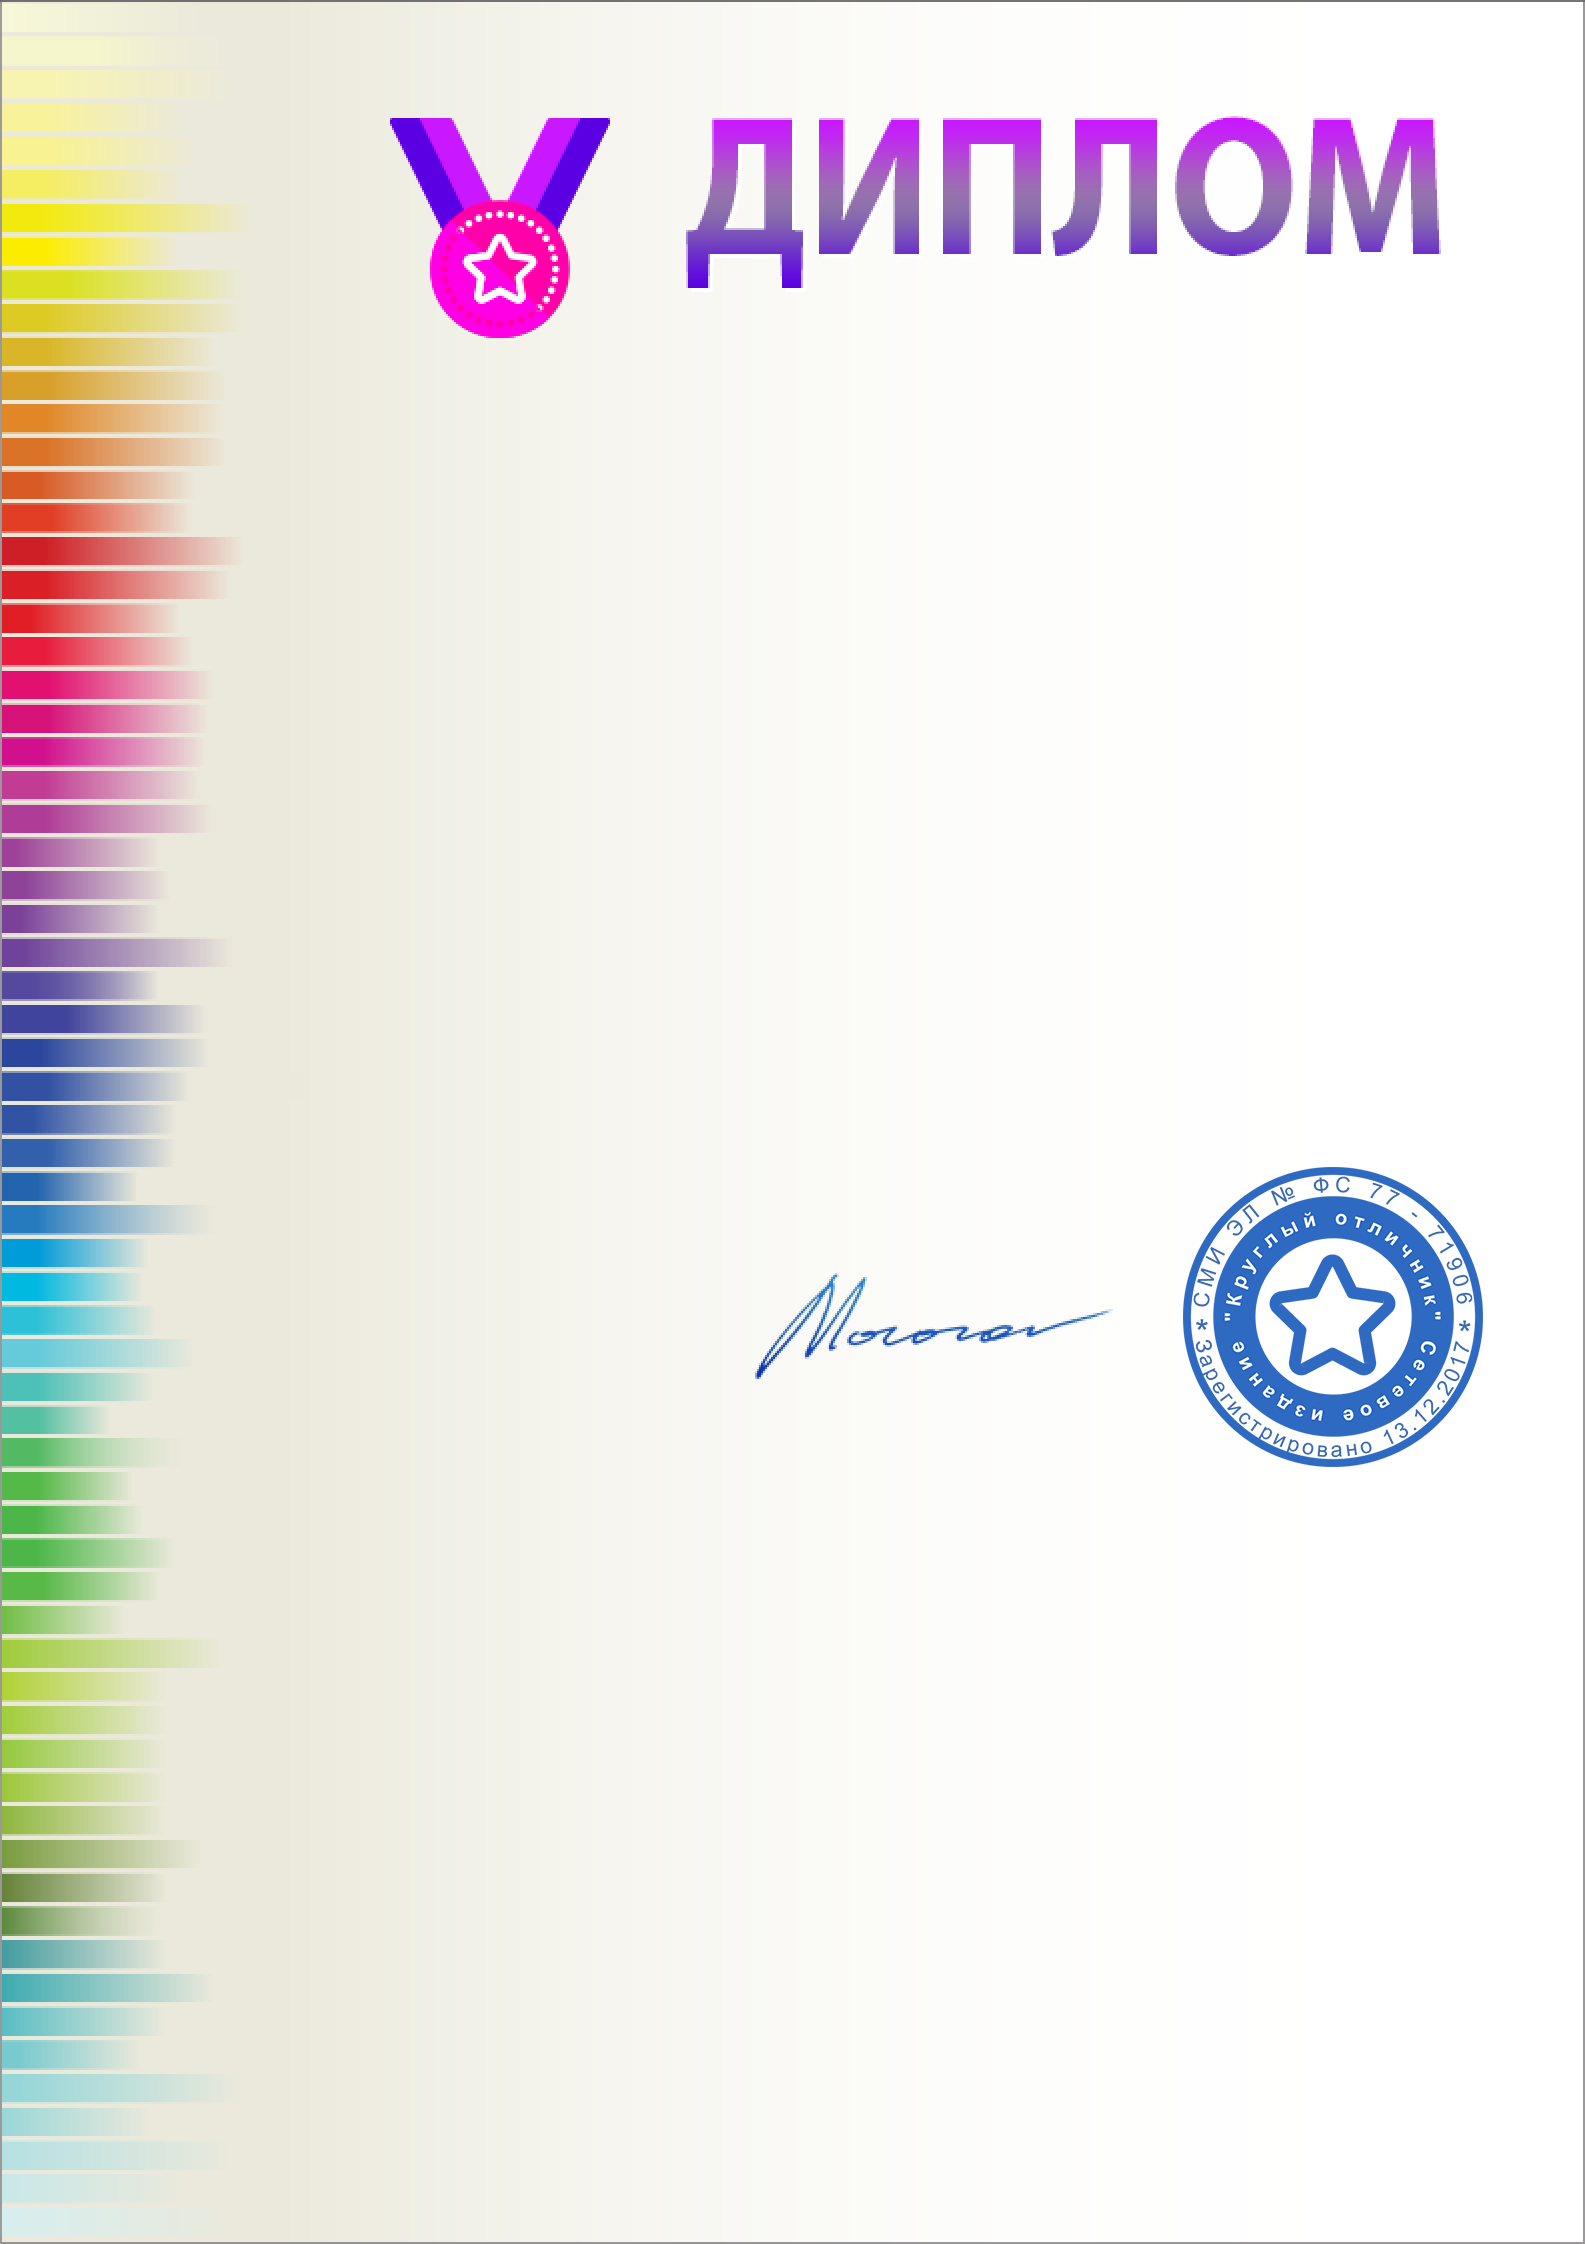 ДИПЛОМ
* СМИ ЭЛ № ФС 77 - 71906 *
Зарегистрировано 13.12.2017
"Круглый отличник"
Сетевое издание